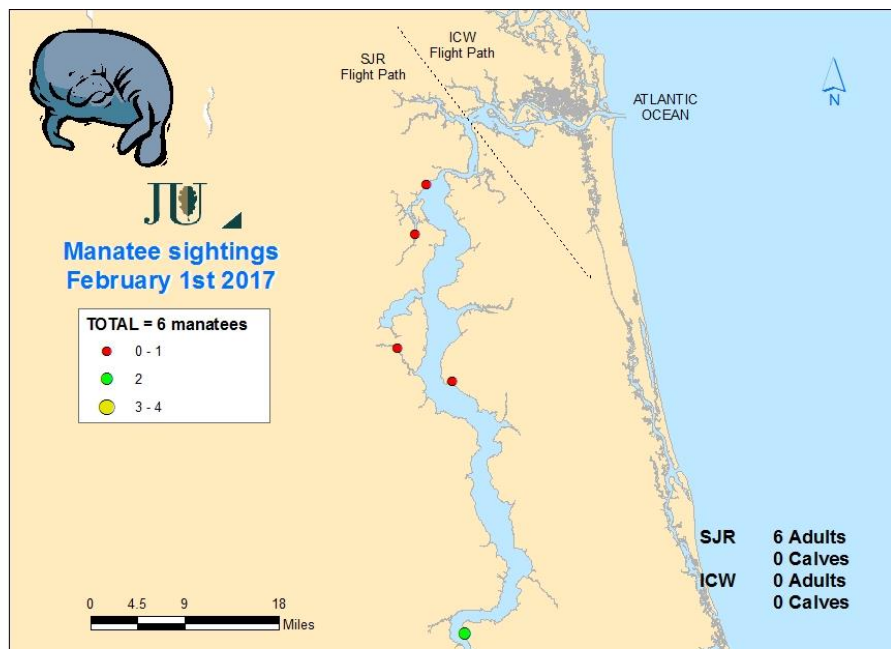 SJR
Flight Path
ICW
Flight Path
ATLANTIC
OCEAN
N
JU
Manatee sightings
February 1st 2017
TOTAL = 6 manatees
0 - 1
2
3 - 4
SJR 6 Adults
0 Calves
ICW 0 Adults
0 Calves
0 4.5 9 18
Miles